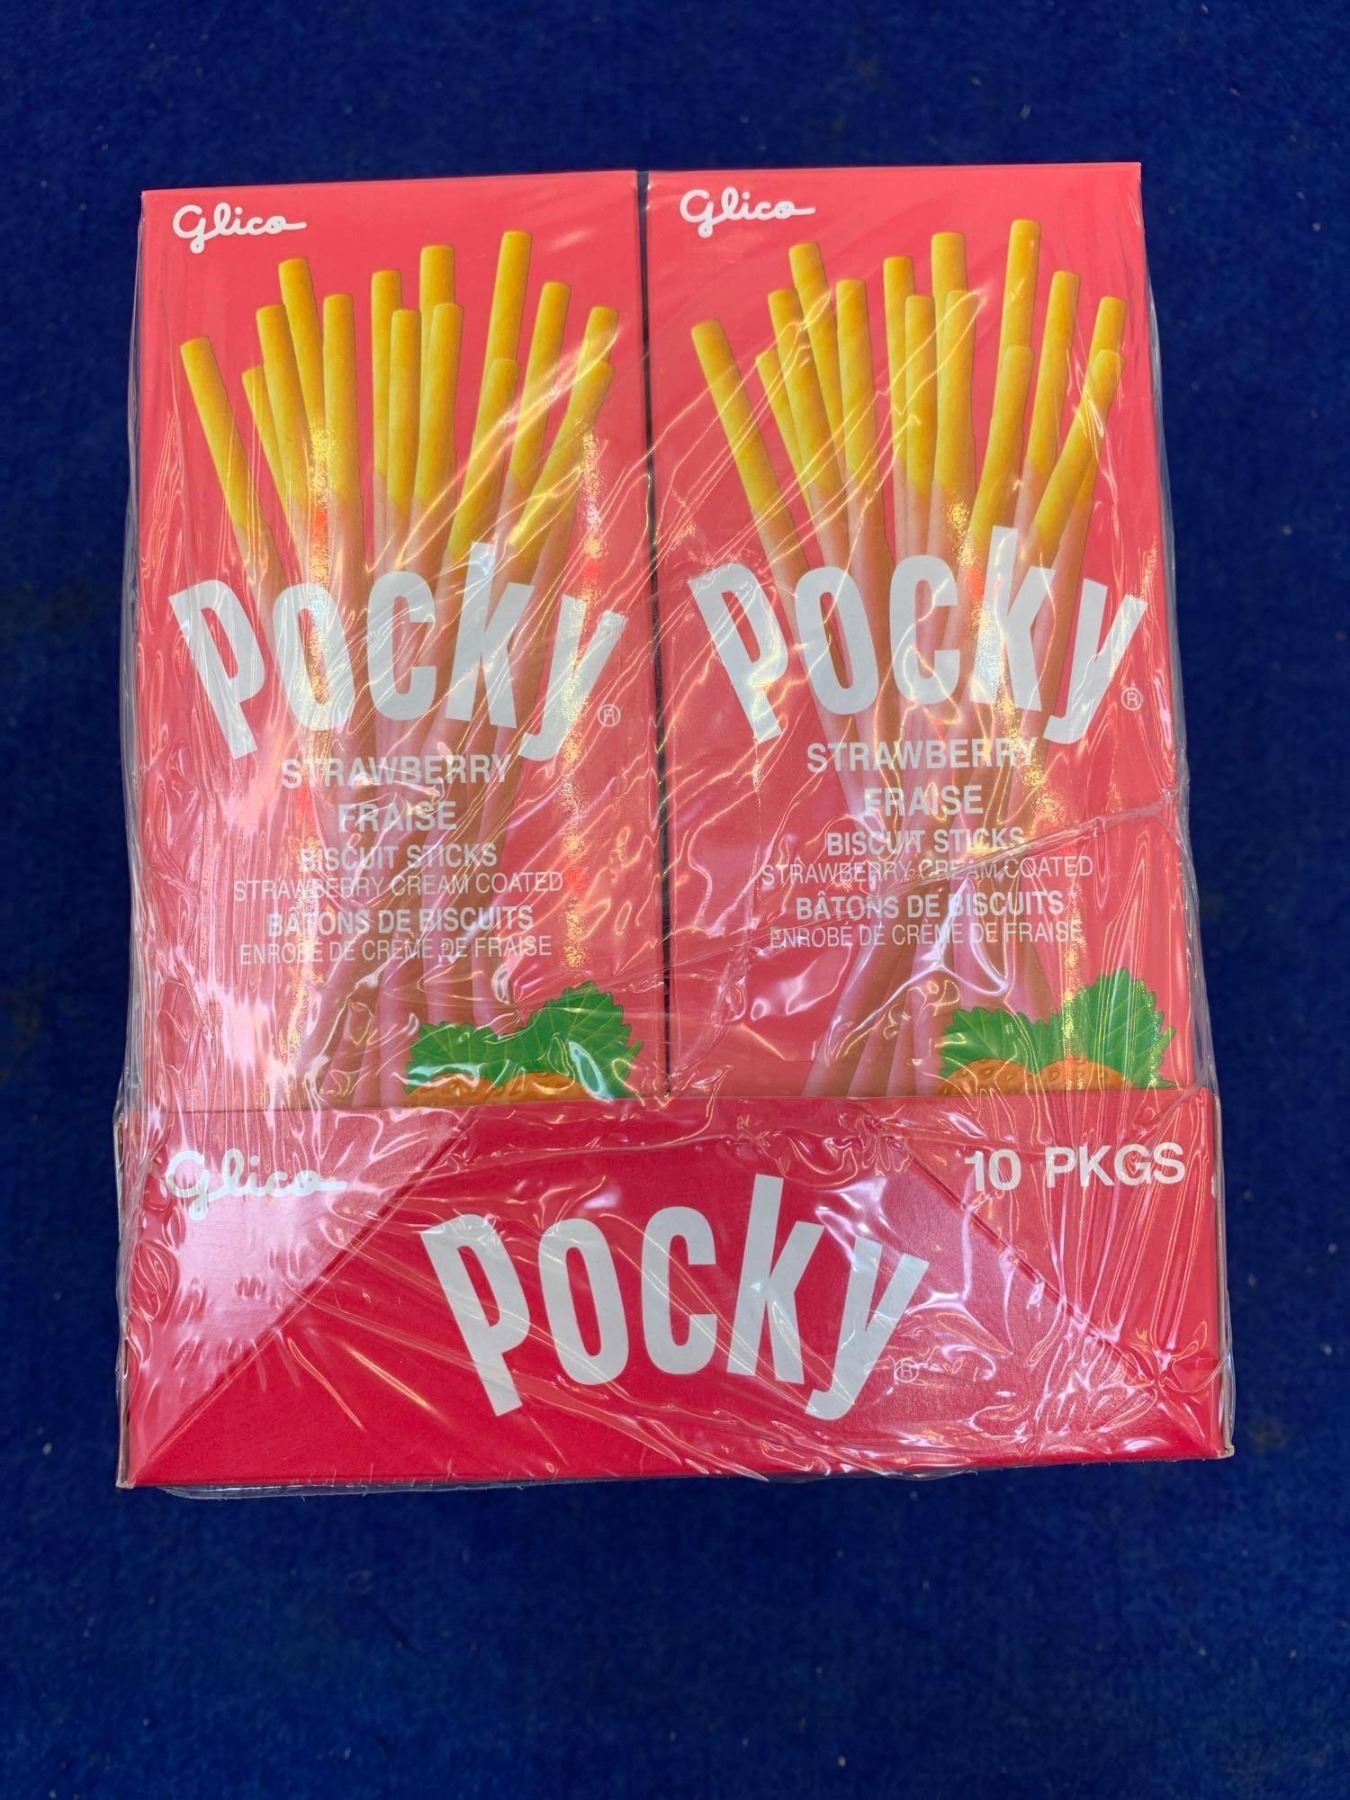 Glico
Pocky®
STRAWBERRY
FRAISE
BISCUIT STICKS
STRAWBERRY CREAM COATED
BÂTONS DE BISCUITS
ENROBÉ DE CRÈME DE FRAISE
Glico
Pocky®
STRAWBERRY
FRAISE
BISCUIT STICKS
STRAWBERRY CREAM COATED
BÂTONS DE BISCUITS
ENROBÉ DE CRÈME DE FRAISE
Glico
10 PKGS
Pocky®